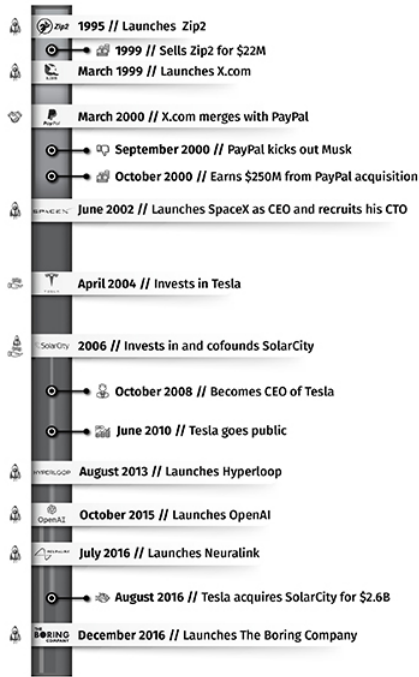 Zip2 1995 // Launches Zip2
1999 // Sells Zip2 for $22M
March 1999 // Launches X.com
PayPal March 2000 // X.com merges with PayPal
September 2000 // PayPal kicks out Musk
October 2000 // Earns $250M from PayPal acquisition
SPACEX June 2002 // Launches SpaceX as CEO and recruits his CTO
TESLA April 2004 // Invests in Tesla
SolarCity 2006 // Invests in and cofounds SolarCity
October 2008 // Becomes CEO of Tesla
June 2010 // Tesla goes public
HYPERLOOP August 2013 // Launches Hyperloop
OpenAI October 2015 // Launches OpenAI
July 2016 // Launches Neuralink
August 2016 // Tesla acquires SolarCity for $2.6B
THE BORING COMPANY December 2016 // Launches The Boring Company